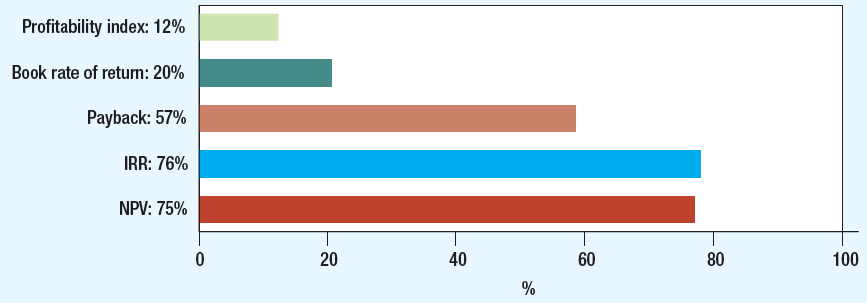 Profitability index: 12%
Book rate of return: 20%
Payback: 57%
IRR: 76%
NPV: 75%
0 20 40 60 80 100
%